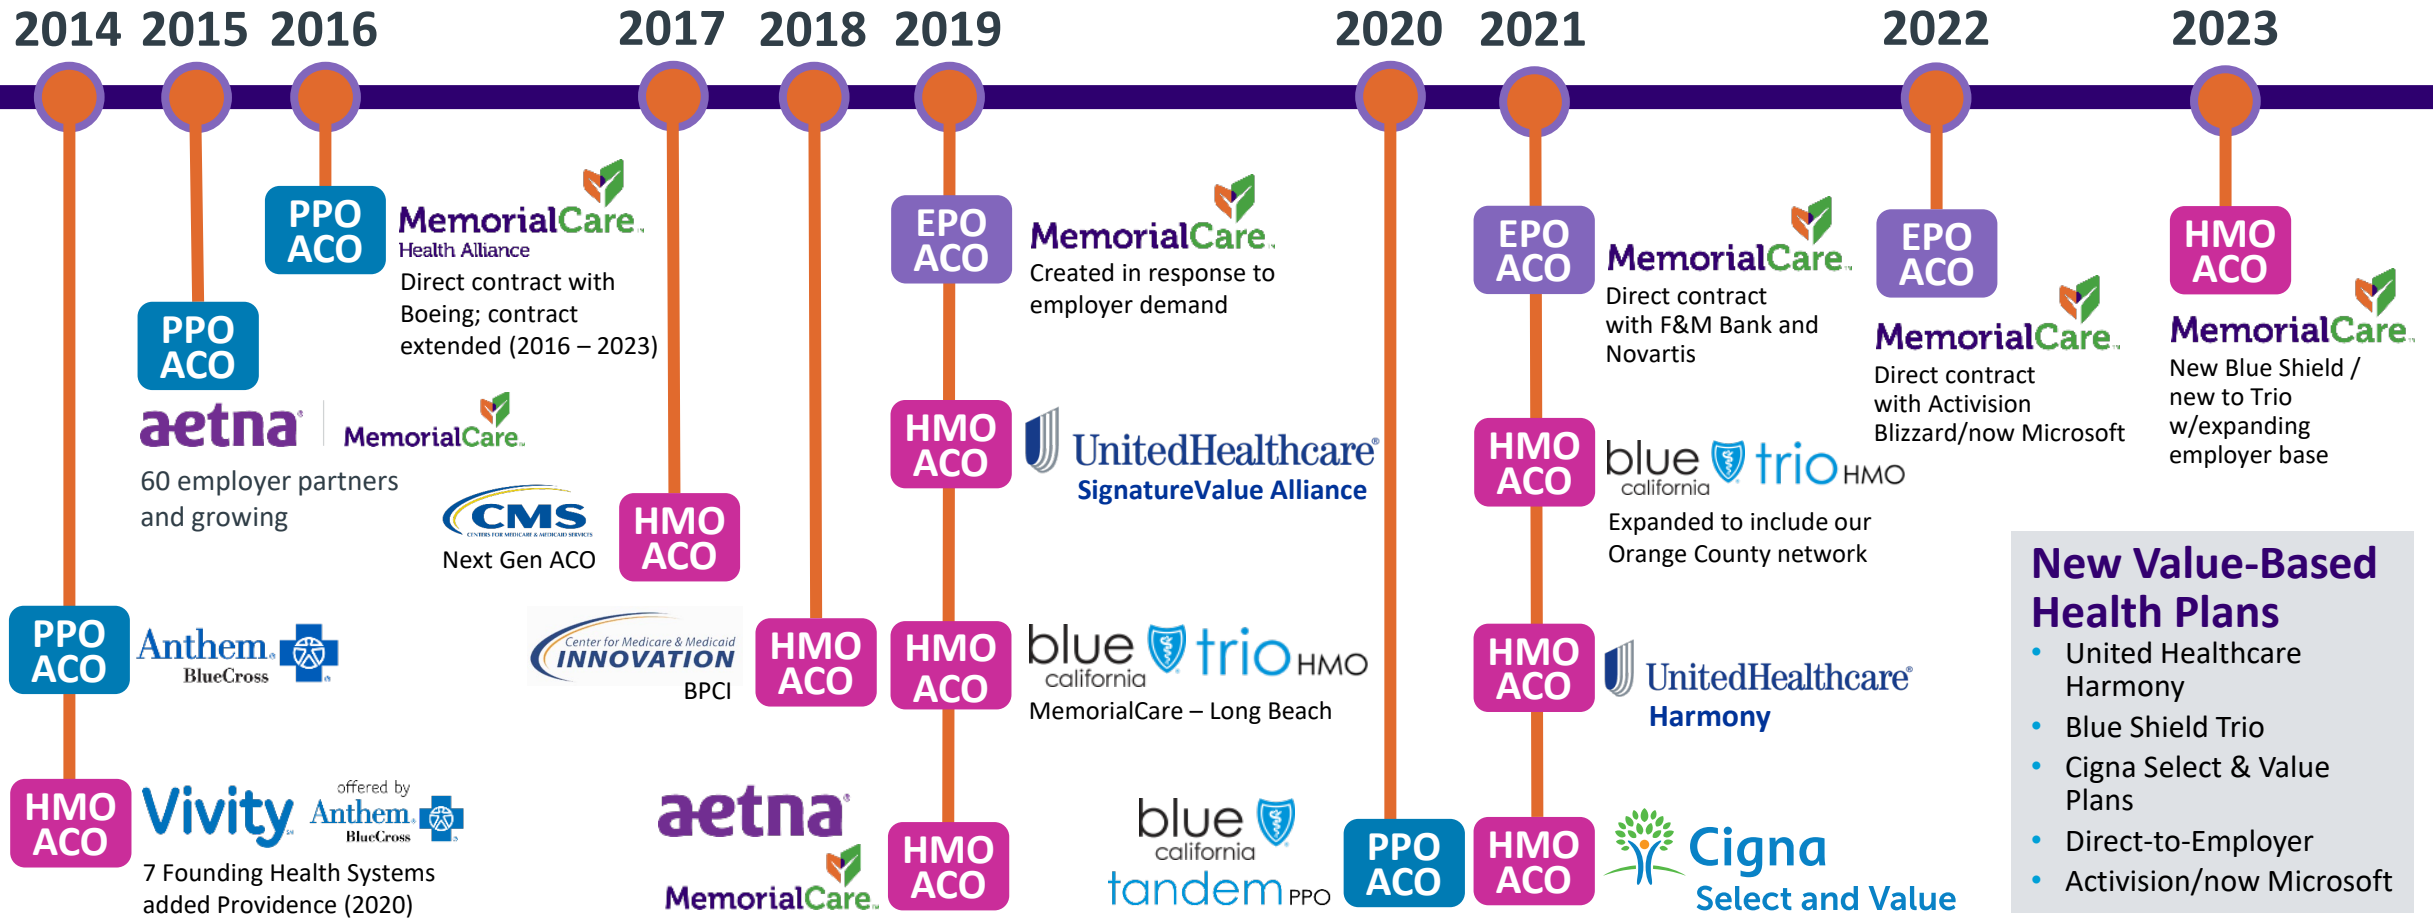 2014 2015 2016 2017 2018 2019 2020 2021 2022 2023
PPO
ACO
Anthem
BlueCross
HMO
ACO
Vivity
offered by
Anthem
BlueCross
7 Founding Health Systems
added Providence (2020)
PPO
ACO
aetna
MemorialCare
60 employer partners
and growing
PPO
ACO
MemorialCare
Health Alliance
Direct contract with
Boeing; contract
extended (2016 – 2023)
CMS
CENTERS FOR MEDICARE & MEDICAID SERVICES
Next Gen ACO
HMO
ACO
Center for Medicare & Medicaid
INNOVATION
BPCI
HMO
ACO
EPO
ACO
MemorialCare
Created in response to
employer demand
HMO
ACO
UnitedHealthcare®
SignatureValue Alliance
HMO
ACO
blue
california
trio HMO
MemorialCare – Long Beach
aetna
MemorialCare
HMO
ACO
blue
california
tandem PPO
PPO
ACO
EPO
ACO
MemorialCare
Direct contract
with F&M Bank and
Novartis
HMO
ACO
blue
california
trio HMO
Expanded to include our
Orange County network
HMO
ACO
UnitedHealthcare®
Harmony
HMO
ACO
Cigna
Select and Value
EPO
ACO
MemorialCare
Direct contract
with Activision
Blizzard/now Microsoft
HMO
ACO
MemorialCare
New Blue Shield /
new to Trio
w/expanding
employer base
New Value-Based
Health Plans
• United Healthcare
Harmony
• Blue Shield Trio
• Cigna Select & Value
Plans
• Direct-to-Employer
• Activision/now Microsoft